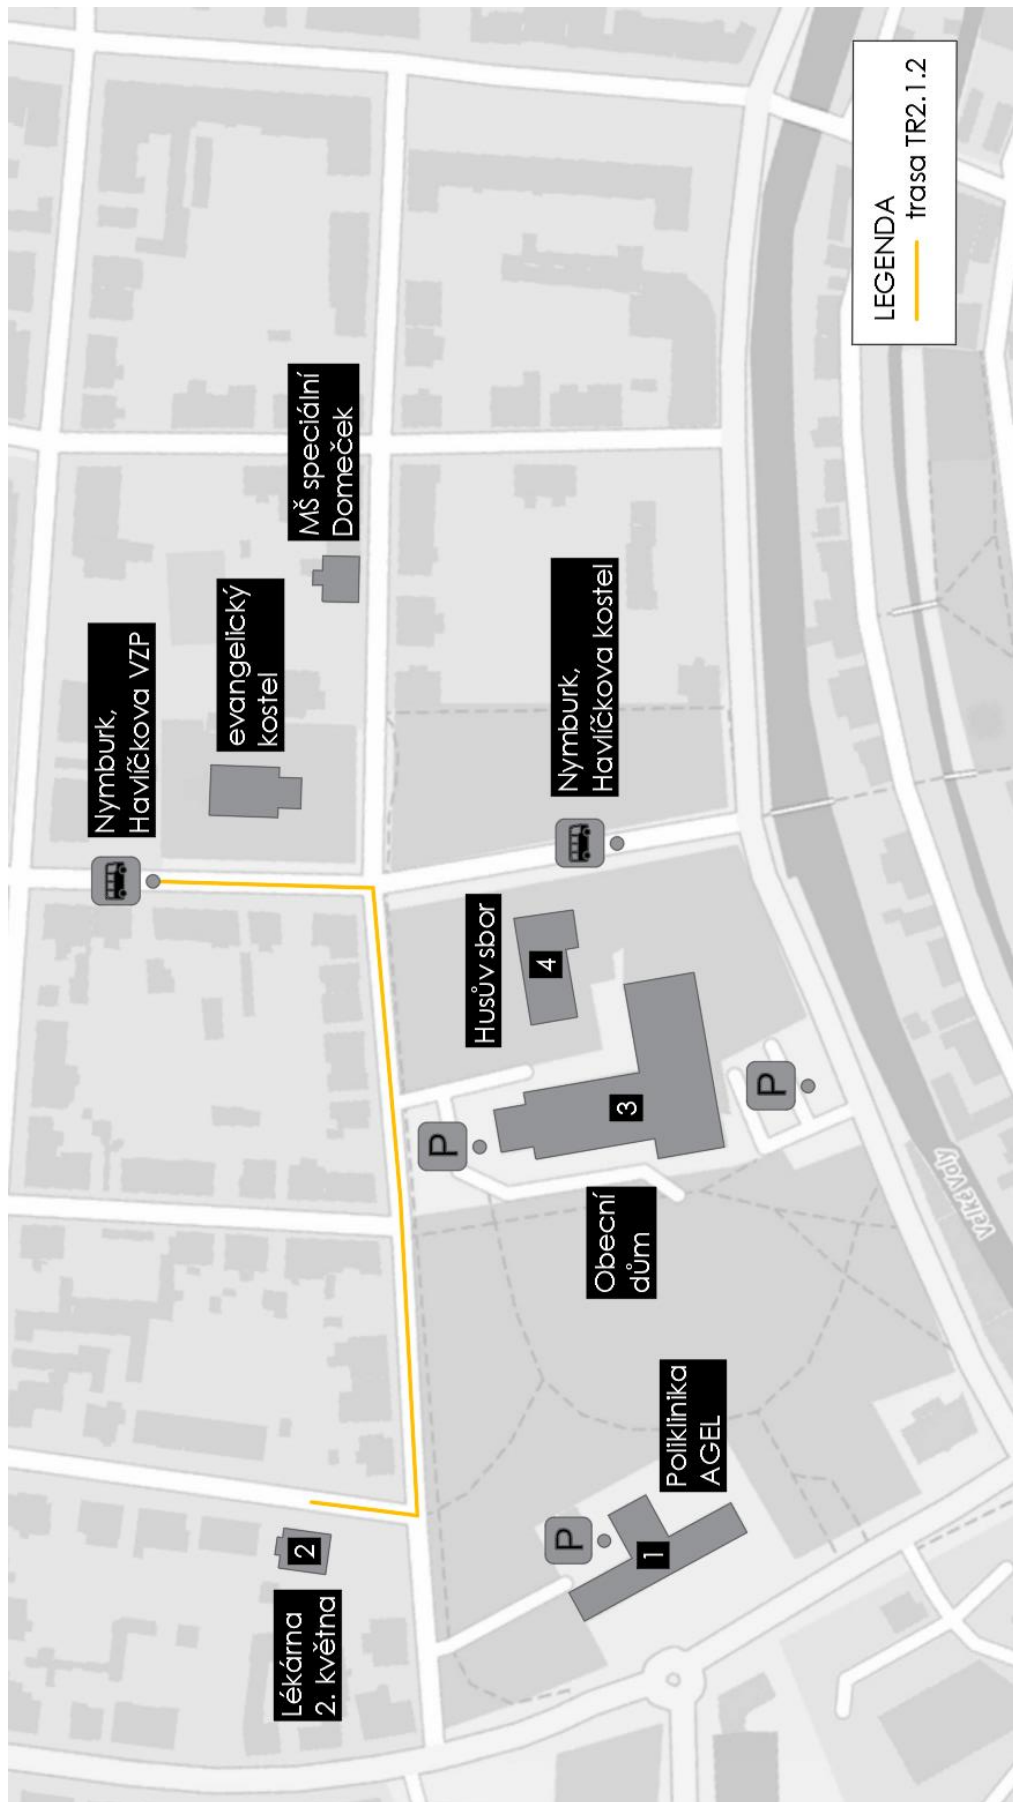 Nymburk,
Havlíčkova VZP
evangelický
kostel
MŠ speciální
Domeček
LEGENDA
trasa TR2.1.2
Lékárna
2. května
2
P
Husův sbor
4
Nymburk,
Havlíčkova kostel
P
1
Poliklinika
AGEL
Obecní
dům
3
P
Velké Valy